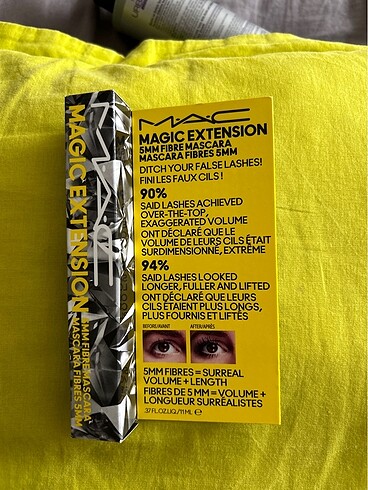 M·A·C
MAGIC EXTENSION
5MM FIBRE MASCARA
MASCARA FIBRES 5MM
DITCH YOUR FALSE LASHES!
FINI LES FAUX CILS !
90%
SAID LASHES ACHIEVED
OVER-THE-TOP,
EXAGGERATED VOLUME
ONT DÉCLARÉ QUE LE
VOLUME DE LEURS CILS ÉTAIT
SURDIMENSIONNÉ, EXTRÊME
94%
SAID LASHES LOOKED
LONGER, FULLER AND LIFTED
ONT DÉCLARÉ QUE LEURS
CILS ÉTAIENT PLUS LONGS,
PLUS FOURNIS ET LIFTÉS
BEFORE/AVANT
AFTER/APRÈS
5MM FIBRES = SURREAL
VOLUME + LENGTH
FIBRES DE 5 MM = VOLUME +
LONGUEUR SURRÉALISTES
.37 FL.OZ.LIQ./11 ML ℮
MAC
MAGIC EXTENSION
5MM FIBRE MASCARA
MASCARA FIBRES 5MM